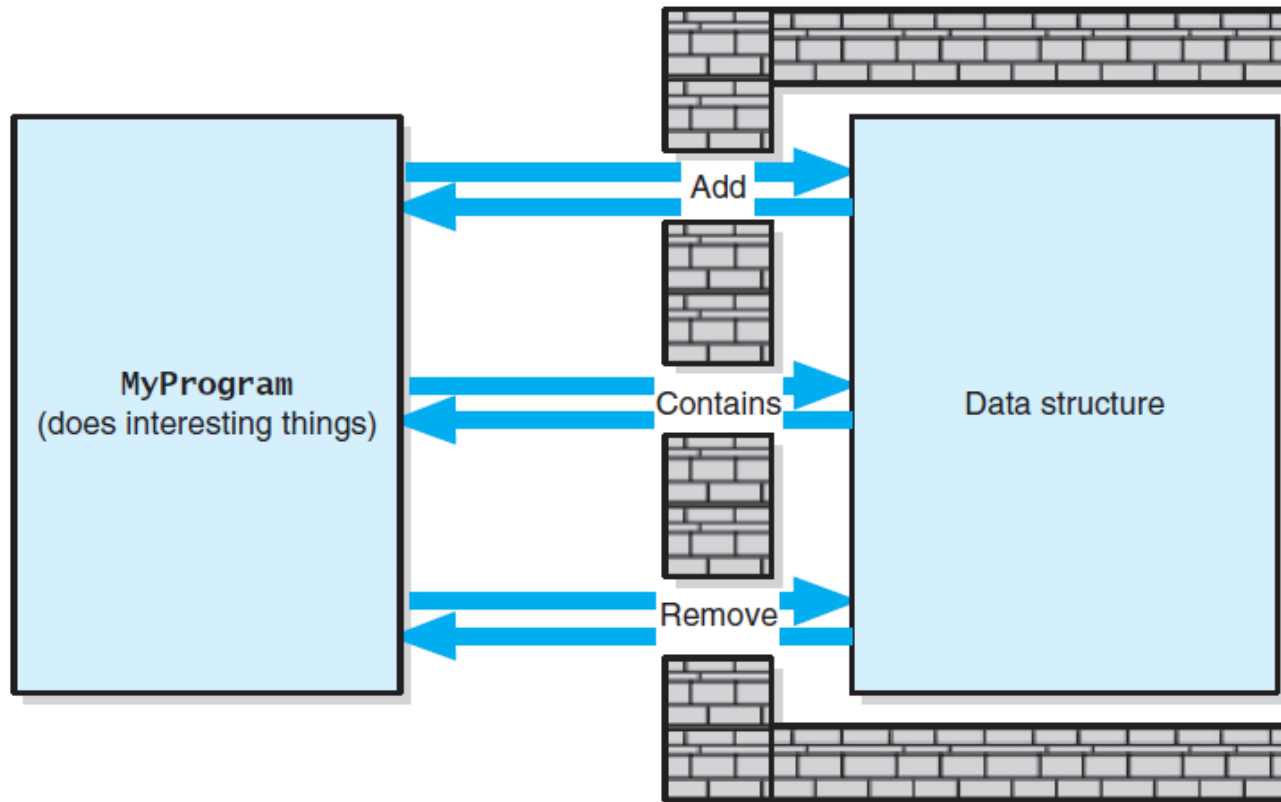 Add
MyProgram
(does interesting things)
Contains
Data structure
Remove